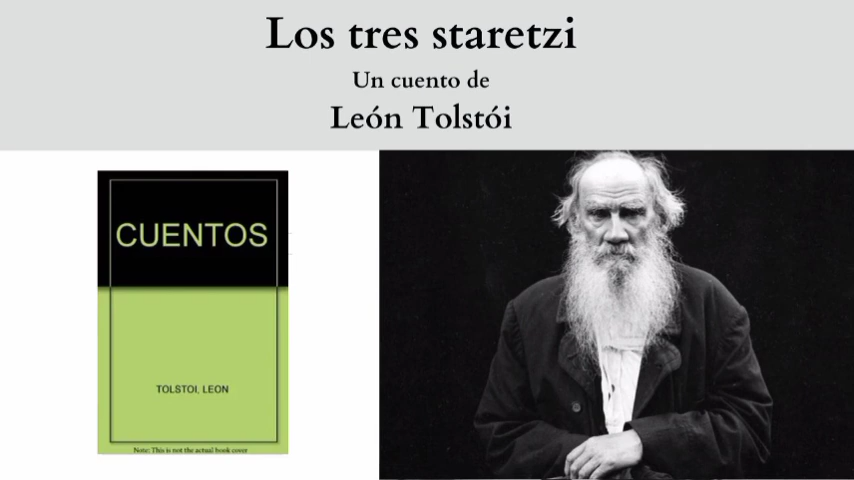 Los tres staretzi
Un cuento de
León Tolstói
CUENTOS
TOLSTOI, LEON
Note: This is not the actual book cover